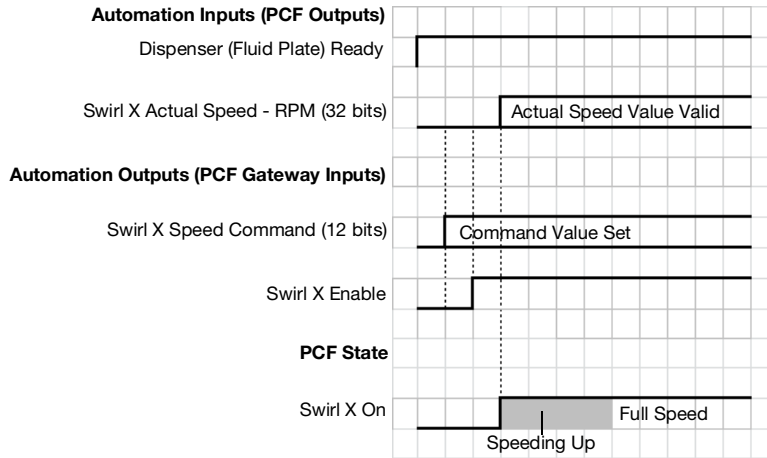 Automation Inputs (PCF Outputs)
Dispenser (Fluid Plate) Ready
Swirl X Actual Speed - RPM (32 bits)
Actual Speed Value Valid
Automation Outputs (PCF Gateway Inputs)
Swirl X Speed Command (12 bits)
Command Value Set
Swirl X Enable
PCF State
Swirl X On
Full Speed
Speeding Up